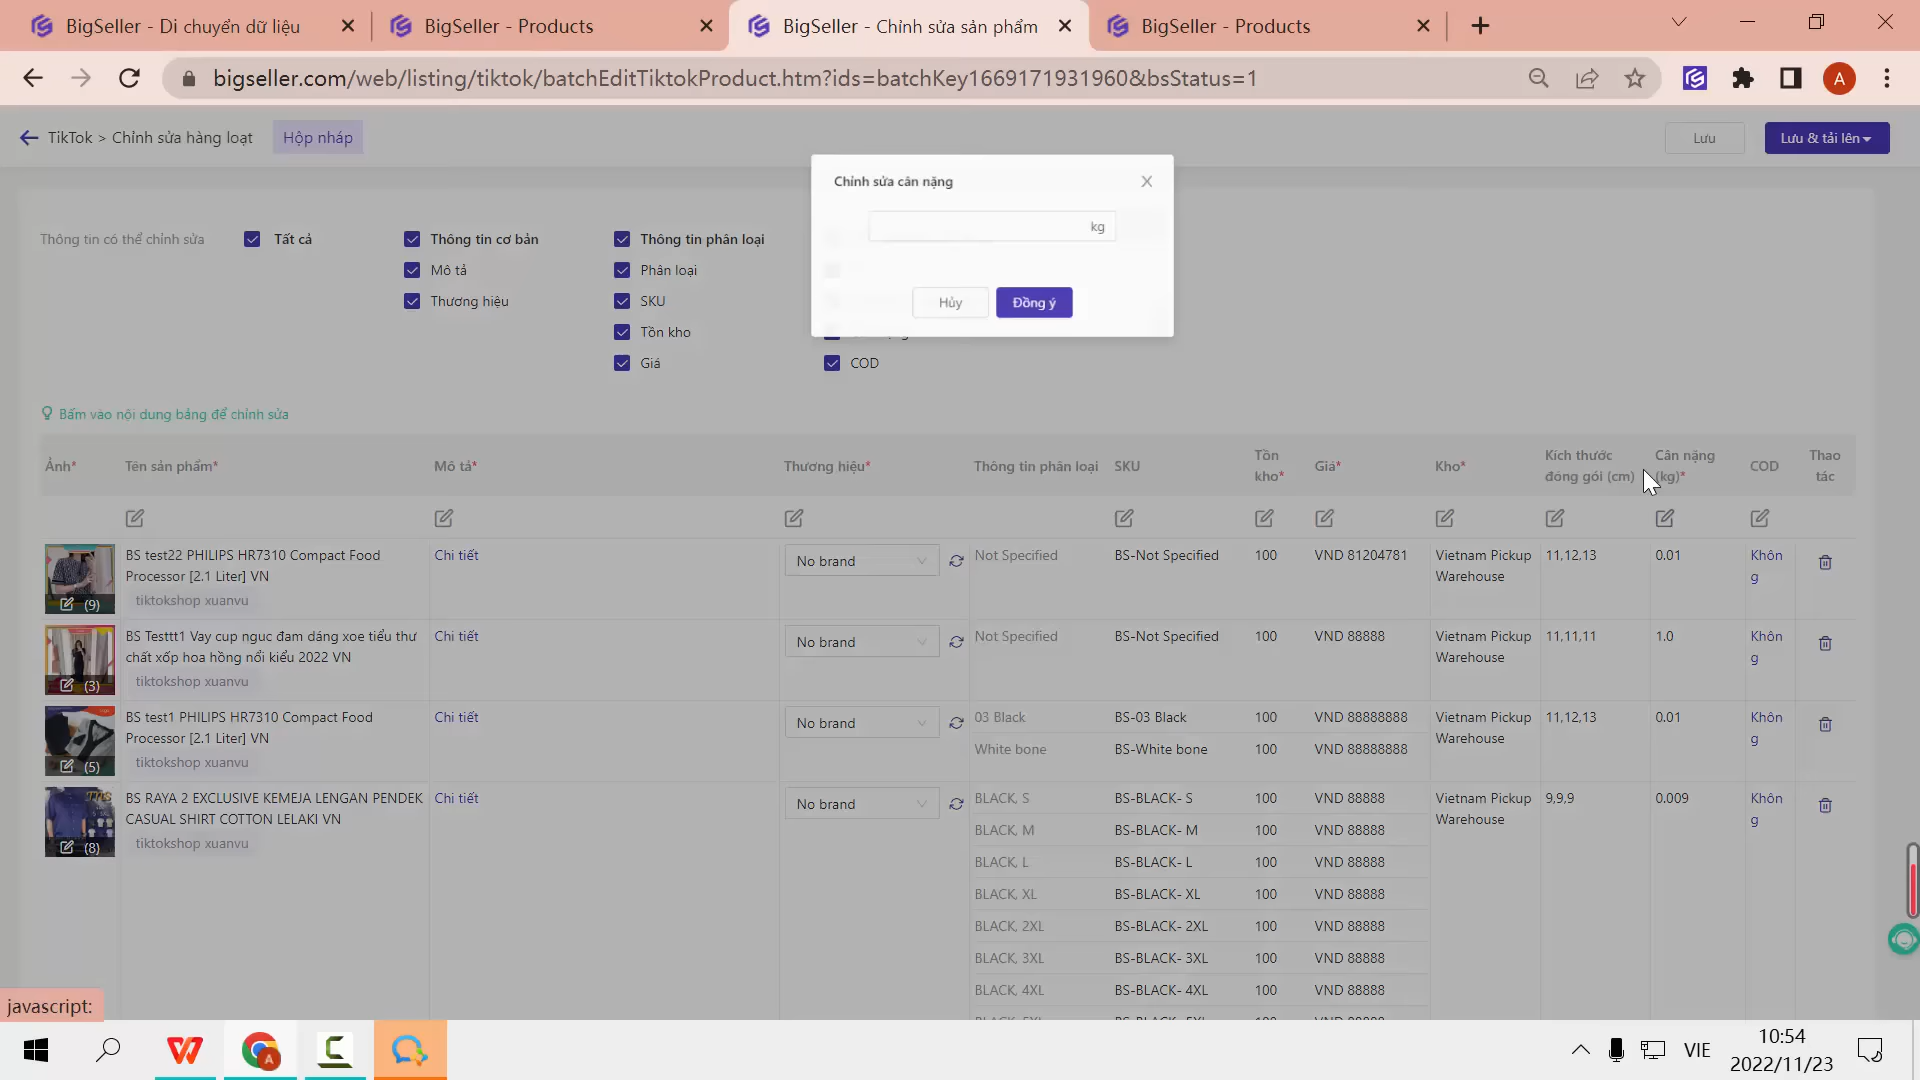 BigSeller - Di chuyển dữ liệu
BigSeller - Products
BigSeller - Chỉnh sửa sản phẩm
BigSeller - Products
bigseller.com/web/listing/tiktok/batchEditTiktokProduct.htm?ids=batchKey1669171931960&bsStatus=1
A
TikTok > Chỉnh sửa hàng loạt
Hộp nháp
Lưu
Lưu & tải lên
Chỉnh sửa cân nặng
kg
Hủy
Đồng ý
Thông tin có thể chỉnh sửa
Tất cả
Thông tin cơ bản
Thông tin phân loại
Mô tả
Phân loại
Thương hiệu
SKU
Tồn kho
Giá
COD
Bấm vào nội dung bảng để chỉnh sửa
Ảnh*
Tên sản phẩm*
Mô tả*
Thương hiệu*
Thông tin phân loại
SKU
Tồn kho*
Giá*
Kho*
Kích thước đóng gói (cm)
Cân nặng (kg)*
COD
Thao tác
BS test22 PHILIPS HR7310 Compact Food
Processor [2.1 Liter] VN
tiktokshop xuanvu
(9)
Chi tiết
No brand
Not Specified
BS-Not Specified
100
VND 81204781
Vietnam Pickup
Warehouse
11,12,13
0.01
Khôn
g
BS Testtt1 Vay cup nguc đam dáng xoe tiểu thư
chất xốp hoa hồng nổi kiểu 2022 VN
tiktokshop xuanvu
(3)
Chi tiết
No brand
Not Specified
BS-Not Specified
100
VND 88888
Vietnam Pickup
Warehouse
11,11,11
1.0
Khôn
g
BS test1 PHILIPS HR7310 Compact Food
Processor [2.1 Liter] VN
tiktokshop xuanvu
(5)
Chi tiết
No brand
03 Black
BS-03 Black
100
VND 88888888
White bone
BS-White bone
100
VND 88888888
Vietnam Pickup
Warehouse
11,12,13
0.01
Khôn
g
BS RAYA 2 EXCLUSIVE KEMEJA LENGAN PENDEK
CASUAL SHIRT COTTON LELAKI VN
tiktokshop xuanvu
(8)
Chi tiết
No brand
BLACK, S
BS-BLACK- S
100
VND 88888
Vietnam Pickup
Warehouse
9,9,9
0.009
Khôn
g
BLACK, M
BS-BLACK- M
100
VND 88888
BLACK, L
BS-BLACK- L
100
VND 88888
BLACK, XL
BS-BLACK- XL
100
VND 88888
BLACK, 2XL
BS-BLACK- 2XL
100
VND 88888
BLACK, 3XL
BS-BLACK- 3XL
100
VND 88888
BLACK, 4XL
BS-BLACK- 4XL
100
VND 88888
javascript:
VIE
10:54
2022/11/23